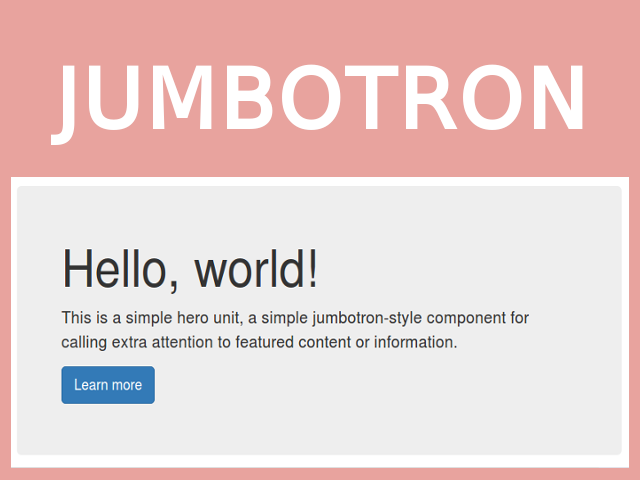 JUMBOTRON
Hello, world!
This is a simple hero unit, a simple jumbotron-style component for
calling extra attention to featured content or information.
Learn more